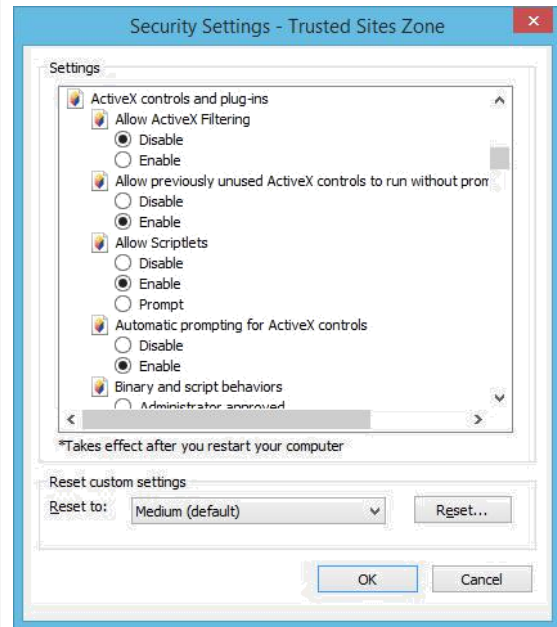 Security Settings - Trusted Sites Zone
Settings
ActiveX controls and plug-ins
Allow ActiveX Filtering
Disable
Enable
Allow previously unused ActiveX controls to run without
Disable
Enable
Allow Scriptlets
Disable
Enable
Prompt
Automatic prompting for ActiveX controls
Disable
Enable
Binary and script behaviors
Administrator approved
*Takes effect after you restart your computer
Reset custom settings
Reset to: Medium (default) Reset...
OK Cancel